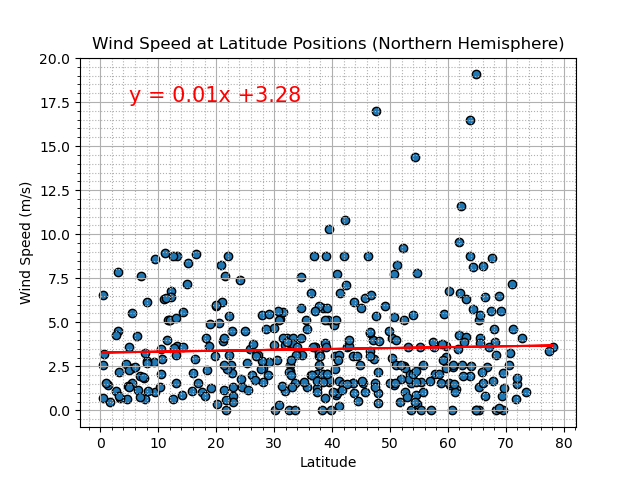 Wind Speed at Latitude Positions (Northern Hemisphere)
y = 0.01x +3.28
Wind Speed (m/s)
20.0
17.5
15.0
12.5
10.0
7.5
5.0
2.5
0.0
0 10 20 30 40 50 60 70 80
Latitude